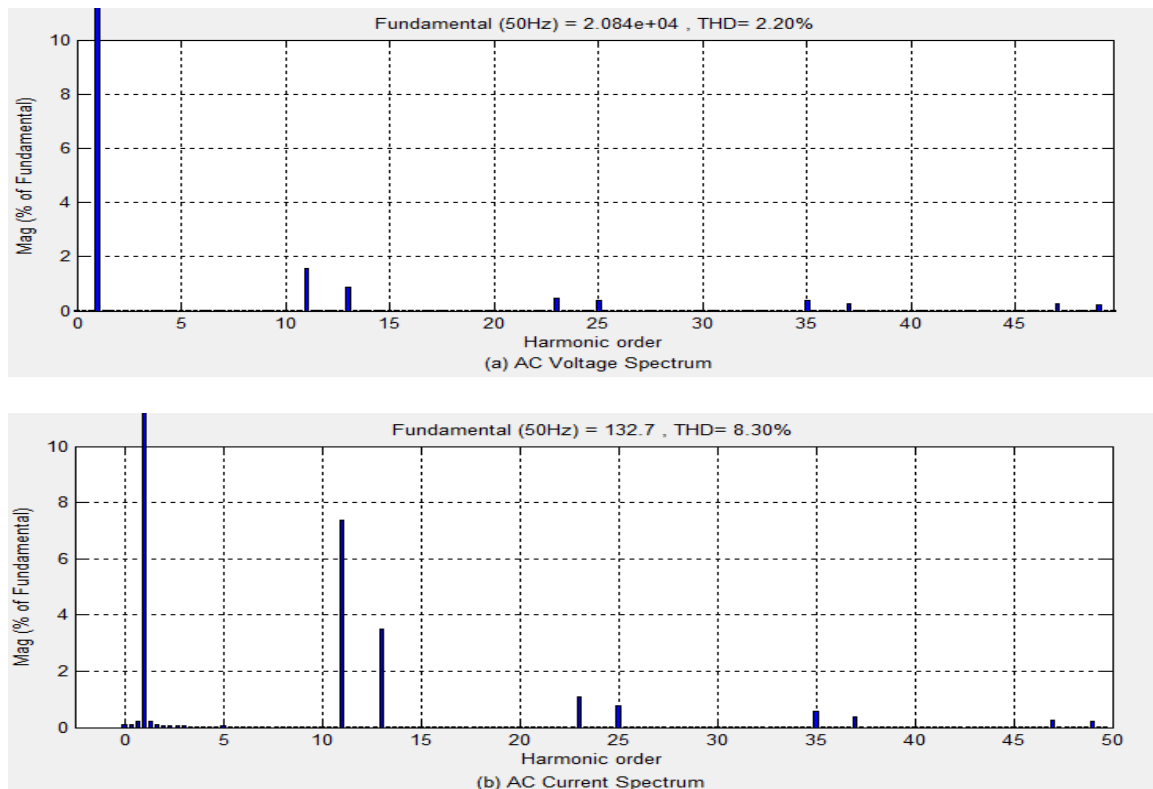 Fundamental (50Hz) = 2.084e+04 , THD= 2.20%
10
8
6
4
2
0
Mag (% of Fundamental)
0 5 10 15 20 25 30 35 40 45
Harmonic order
(a) AC Voltage Spectrum
Fundamental (50Hz) = 132.7 , THD= 8.30%
10
8
6
4
2
0
Mag (% of Fundamental)
0 5 10 15 20 25 30 35 40 45 50
Harmonic order
(b) AC Current Spectrum